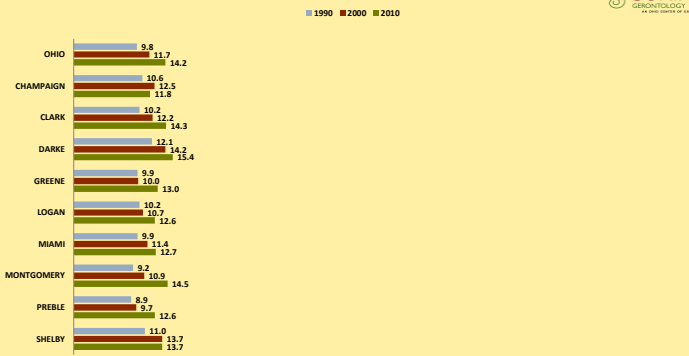 GERONTOLOGY
1990 2000 2010
OHIO
9.8
11.7
14.2
CHAMPAIGN
10.6
12.5
11.8
CLARK
10.2
12.2
14.3
DARKE
12.1
14.2
15.4
GREENE
9.9
10.0
13.0
LOGAN
10.2
10.7
12.6
MIAMI
9.9
11.4
12.7
MONTGOMERY
9.2
10.9
14.5
PREBLE
8.9
9.7
12.6
SHELBY
11.0
13.7
13.7